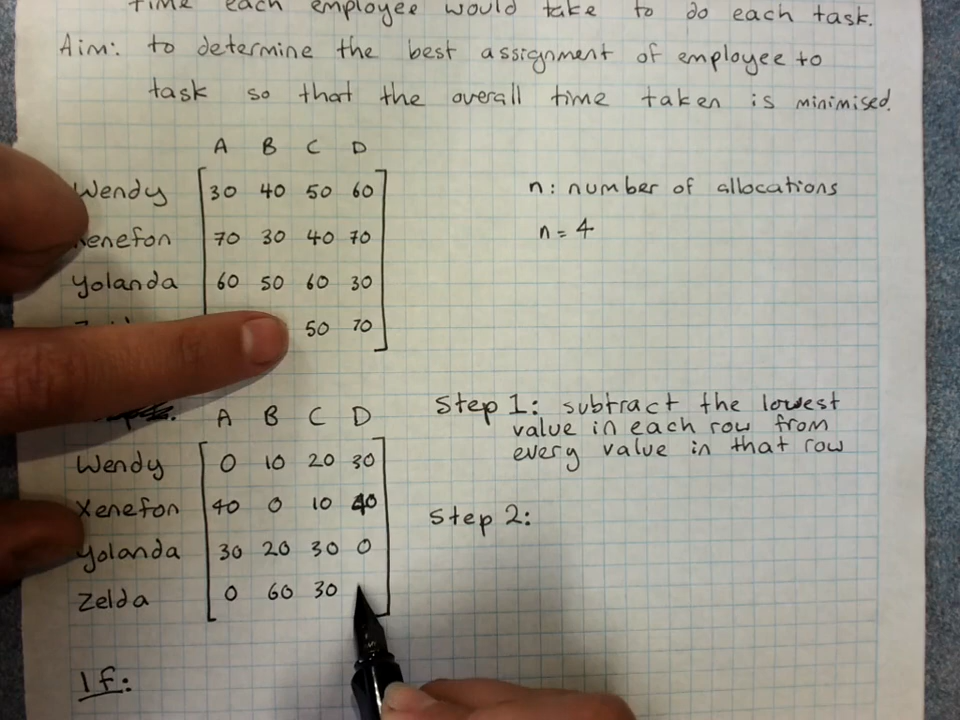 time each employee would take to do each task.
Aim: to determine the best assignment of employee to
task so that the overall time taken is minimised.
A B C D
Wendy 30 40 50 60
n: number of allocations
enefon 70 30 40 70
n = 4
Yolanda 60 50 60 30
50 70
A B C D
Step 1: subtract the lowest
value in each row from
every value in that row
Wendy 0 10 20 30
Xenefon 40 0 10 40
Step 2:
Yolanda 30 20 30 0
Zelda 0 60 30
If: